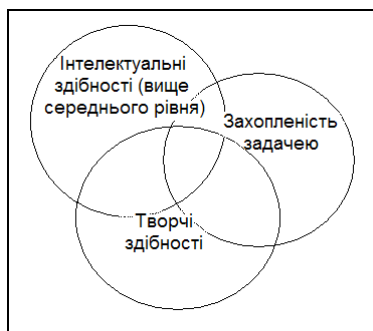 Інтелектуальні
здібності (вище
середнього рівня)
Захопленість
задачею
Творчі
здібності